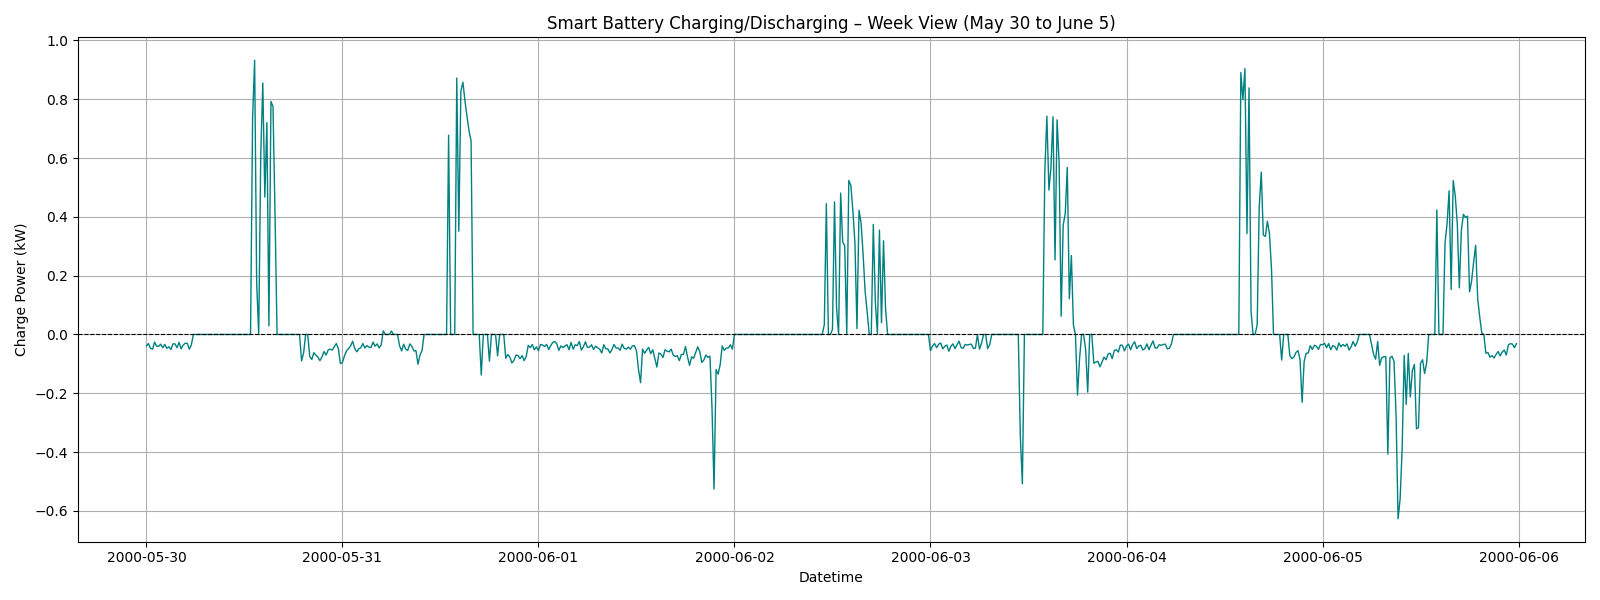 Smart Battery Charging/Discharging – Week View (May 30 to June 5)
Charge Power (kW)
1.0
0.8
0.6
0.4
0.2
0.0
−0.2
−0.4
−0.6
2000-05-30 2000-05-31 2000-06-01 2000-06-02 2000-06-03 2000-06-04 2000-06-05 2000-06-06
Datetime